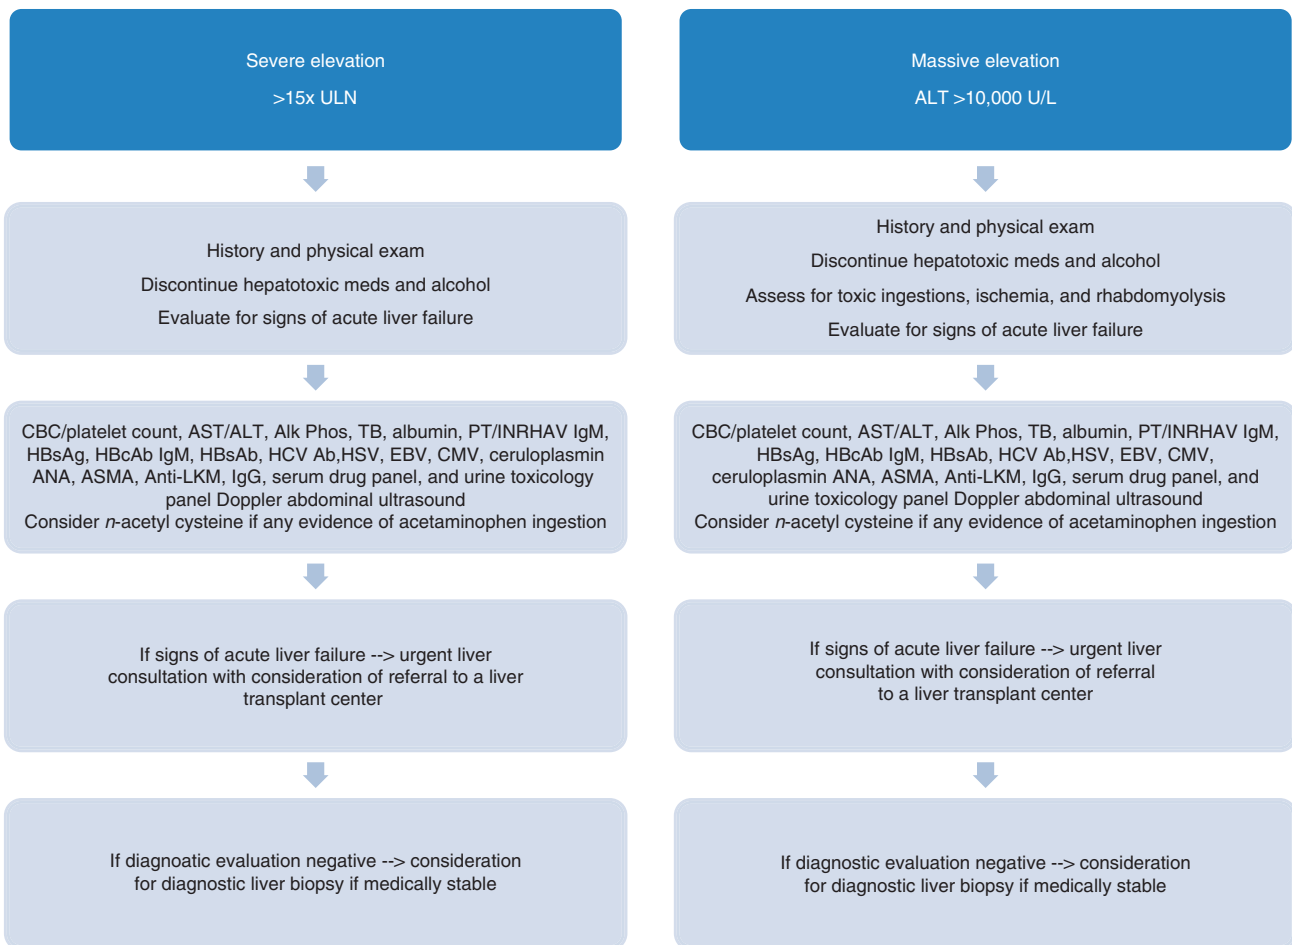 Severe elevation
>15x ULN
History and physical exam
Discontinue hepatotoxic meds and alcohol
Evaluate for signs of acute liver failure
CBC/platelet count, AST/ALT, Alk Phos, TB, albumin, PT/INRHAV IgM,
HBsAg, HBcAb IgM, HBsAb, HCV Ab,HSV, EBV, CMV, ceruloplasmin
ANA, ASMA, Anti-LKM, IgG, serum drug panel, and urine toxicology
panel Doppler abdominal ultrasound
Consider n-acetyl cysteine if any evidence of acetaminophen ingestion
If signs of acute liver failure --> urgent liver
consultation with consideration of referral to a liver
transplant center
If diagnoatic evaluation negative --> consideration
for diagnostic liver biopsy if medically stable
Massive elevation
ALT >10,000 U/L
History and physical exam
Discontinue hepatotoxic meds and alcohol
Assess for toxic ingestions, ischemia, and rhabdomyolysis
Evaluate for signs of acute liver failure
CBC/platelet count, AST/ALT, Alk Phos, TB, albumin, PT/INRHAV IgM,
HBsAg, HBcAb IgM, HBsAb, HCV Ab,HSV, EBV, CMV,
ceruloplasmin ANA, ASMA, Anti-LKM, IgG, serum drug panel, and
urine toxicology panel Doppler abdominal ultrasound
Consider n-acetyl cysteine if any evidence of acetaminophen ingestion
If signs of acute liver failure --> urgent liver
consultation with consideration of referral
to a liver transplant center
If diagnostic evaluation negative --> consideration
for diagnostic liver biopsy if medically stable